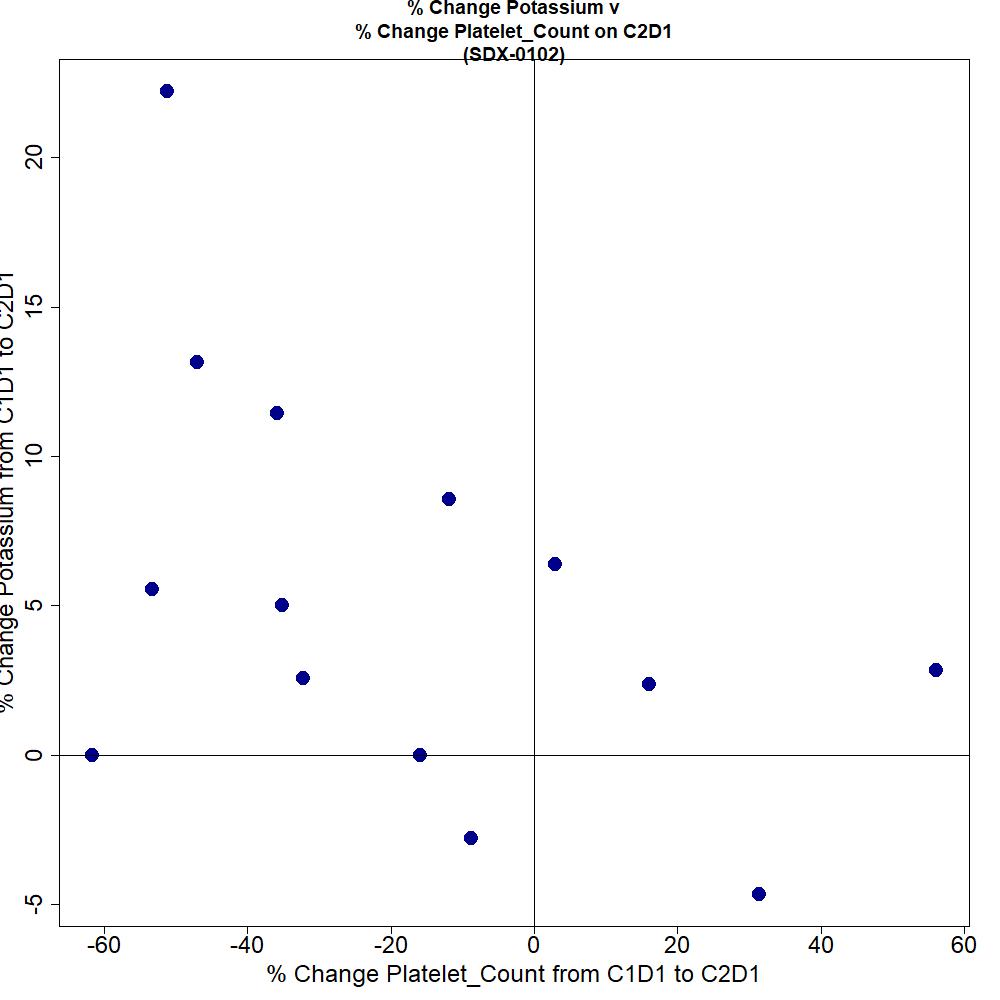 % Change Potassium v
% Change Platelet_Count on C2D1
(SDX-0102)
% Change Potassium from C1D1 to C2D1
20
15
10
5
0
-5
-60
-40
-20
0
20
40
60
% Change Platelet_Count from C1D1 to C2D1